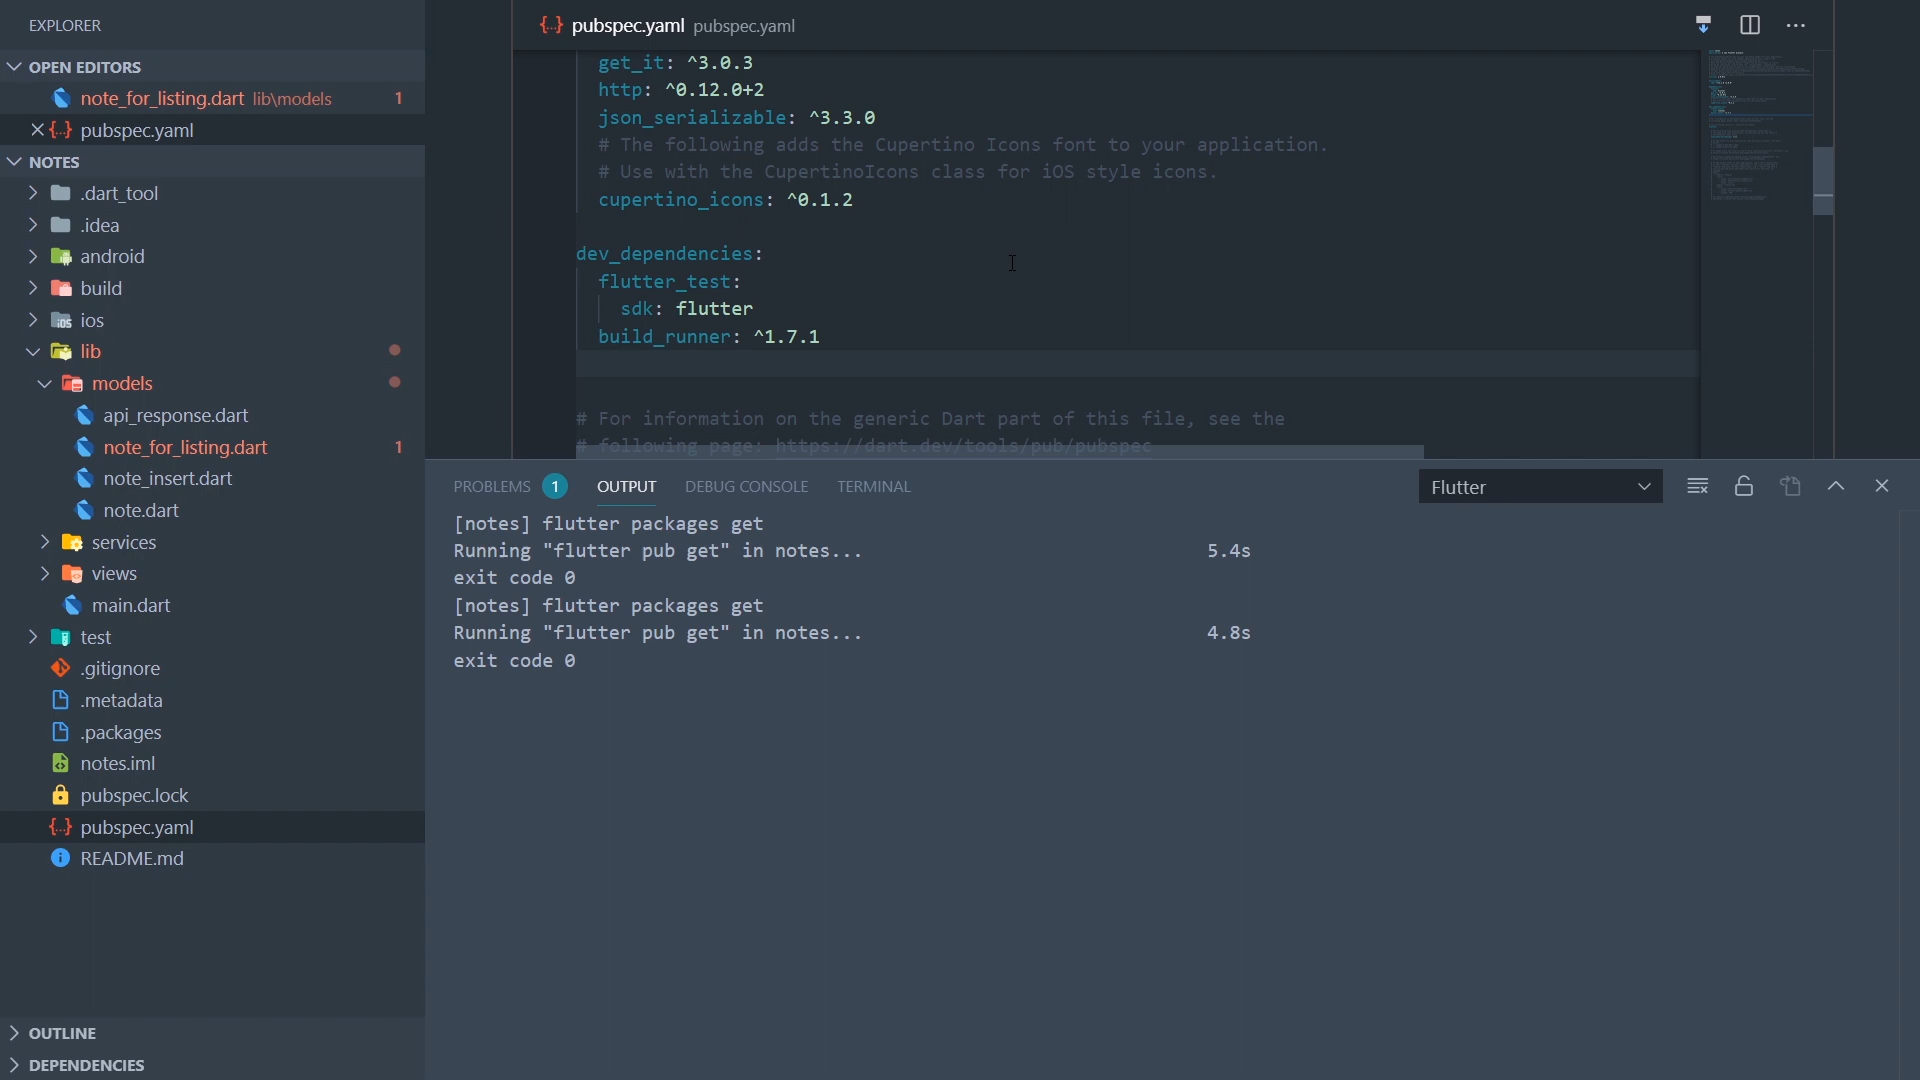 EXPLORER
OPEN EDITORS
note_for_listing.dart lib\models 1
pubspec.yaml
NOTES
.dart_tool
.idea
android
build
ios
lib
models
api_response.dart
note_for_listing.dart 1
note_insert.dart
note.dart
services
views
main.dart
test
.gitignore
.metadata
.packages
notes.iml
pubspec.lock
pubspec.yaml
README.md
OUTLINE
DEPENDENCIES
pubspec.yaml pubspec.yaml
get_it: ^3.0.3
http: ^0.12.0+2
json_serializable: ^3.3.0
# The following adds the Cupertino Icons font to your application.
# Use with the CupertinoIcons class for iOS style icons.
cupertino_icons: ^0.1.2
dev_dependencies:
flutter_test:
sdk: flutter
build_runner: ^1.7.1
# For information on the generic Dart part of this file, see the
# following page: https://dart.dev/tools/pub/pubspec
PROBLEMS 1 OUTPUT DEBUG CONSOLE TERMINAL Flutter
[notes] flutter packages get
Running "flutter pub get" in notes... 5.4s
exit code 0
[notes] flutter packages get
Running "flutter pub get" in notes... 4.8s
exit code 0